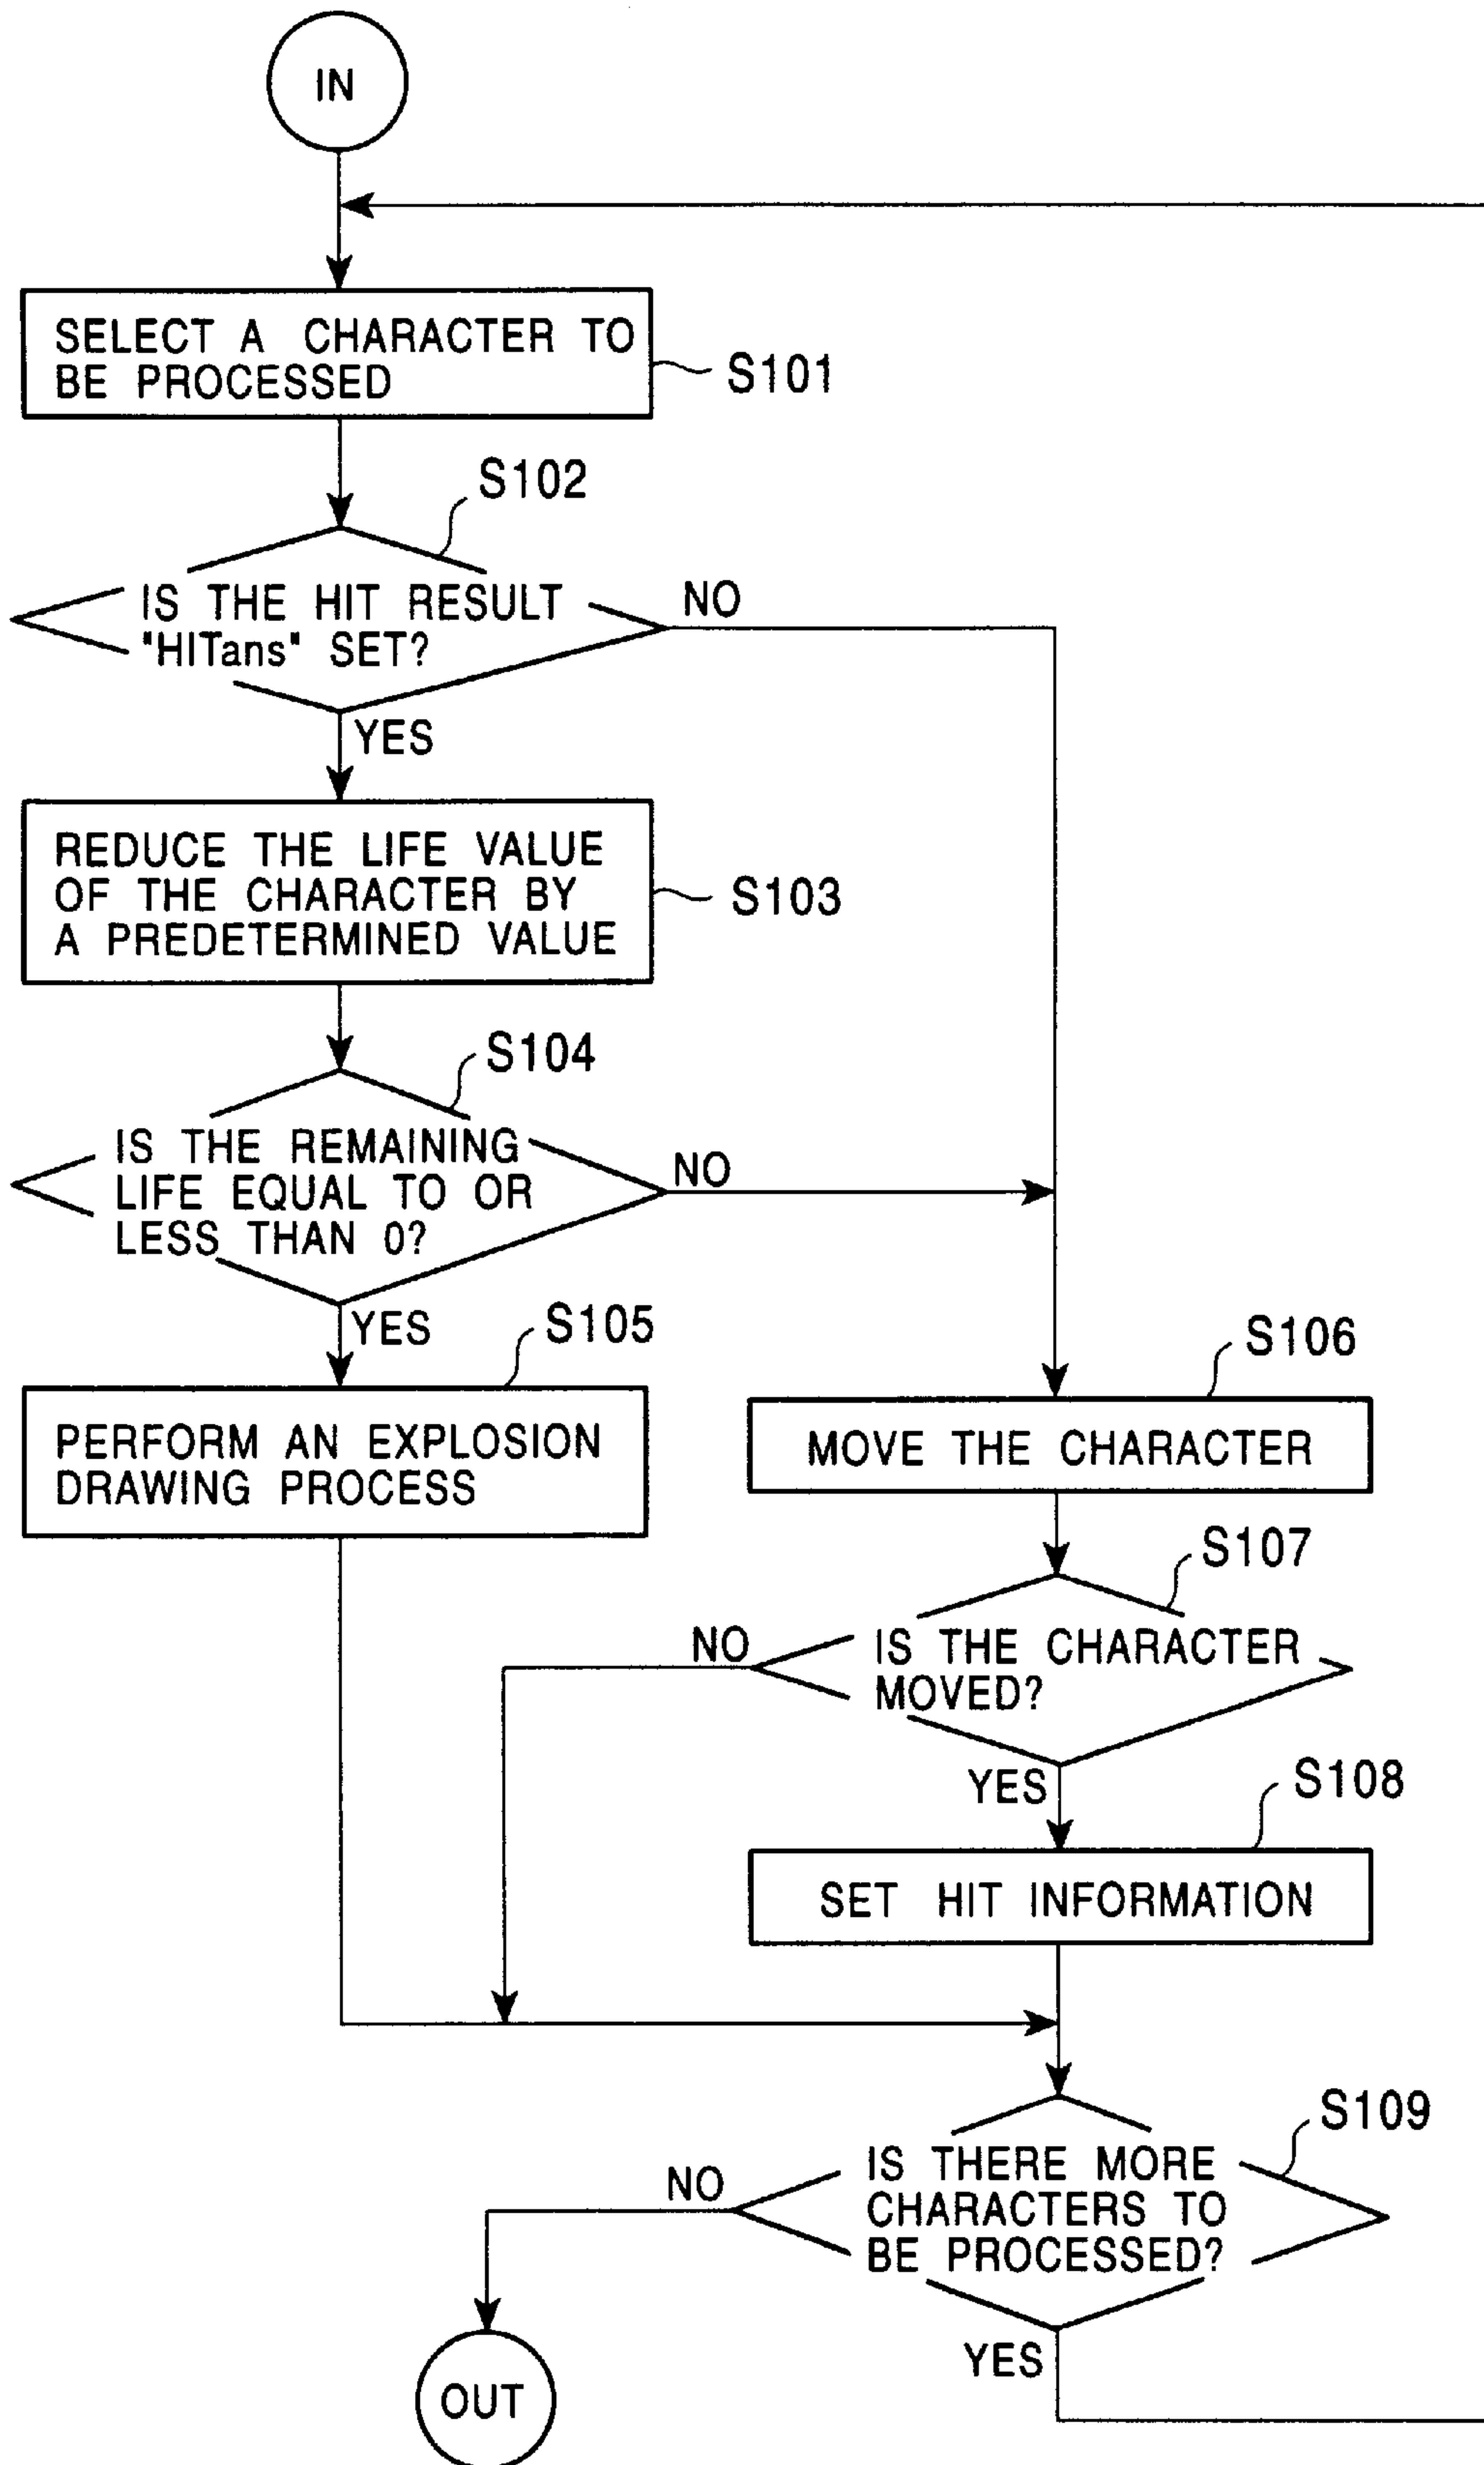 IN
SELECT A CHARACTER TO
BE PROCESSED
S101
S102
IS THE HIT RESULT
"HITans" SET?
NO
YES
REDUCE THE LIFE VALUE
OF THE CHARACTER BY
A PREDETERMINED VALUE
S103
S104
IS THE REMAINING
LIFE EQUAL TO OR
LESS THAN 0?
NO
YES
S105
PERFORM AN EXPLOSION
DRAWING PROCESS
S106
MOVE THE CHARACTER
S107
IS THE CHARACTER
MOVED?
NO
YES
S108
SET HIT INFORMATION
S109
IS THERE MORE
CHARACTERS TO
BE PROCESSED?
NO
YES
OUT